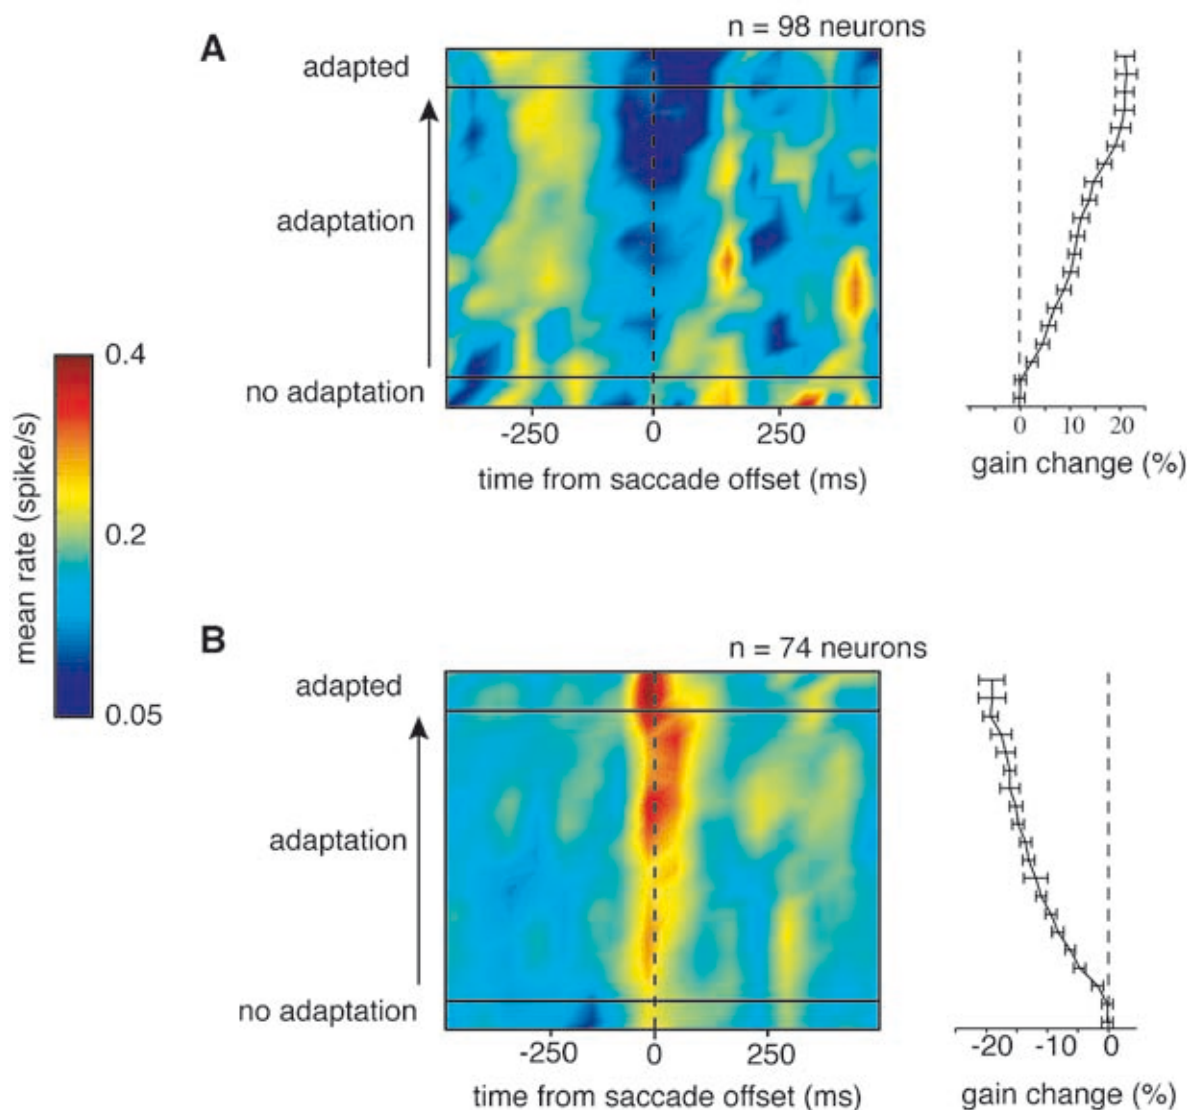 A
n = 98 neurons
adapted
adaptation
no adaptation
-250 0 250
time from saccade offset (ms)
0 10 20
gain change (%)
mean rate (spike/s)
0.4
0.2
0.05
B
n = 74 neurons
adapted
adaptation
no adaptation
-250 0 250
time from saccade offset (ms)
-20 -10 0
gain change (%)